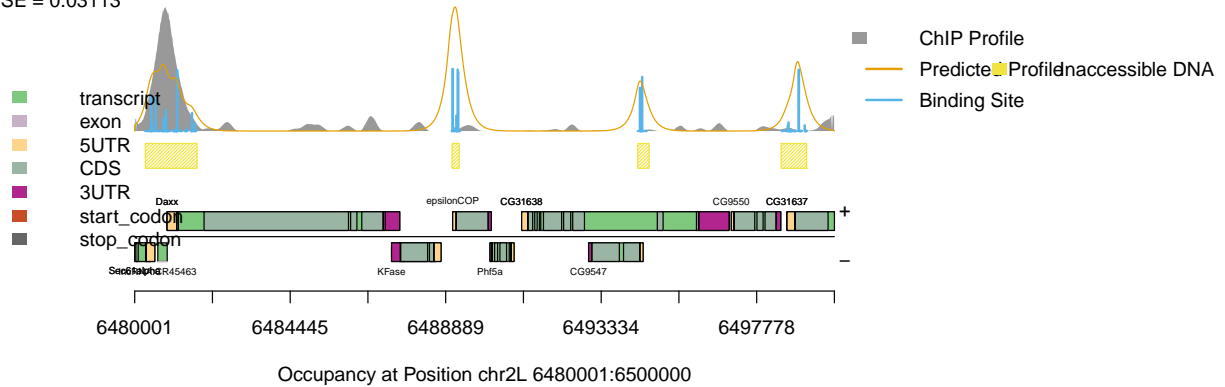 SE = 0.03113
ChIP Profile
Predicted Profile
Inaccessible DNA
Binding Site
transcript
exon
5UTR
CDS
3UTR
start_codon
stop_codon
Daxx
epsilonCOP
CG31638
CG9550
CG31637
+
KFase
Phf5a
CG9547
–
6480001
6484445
6488889
6493334
6497778
Occupancy at Position chr2L 6480001:6500000